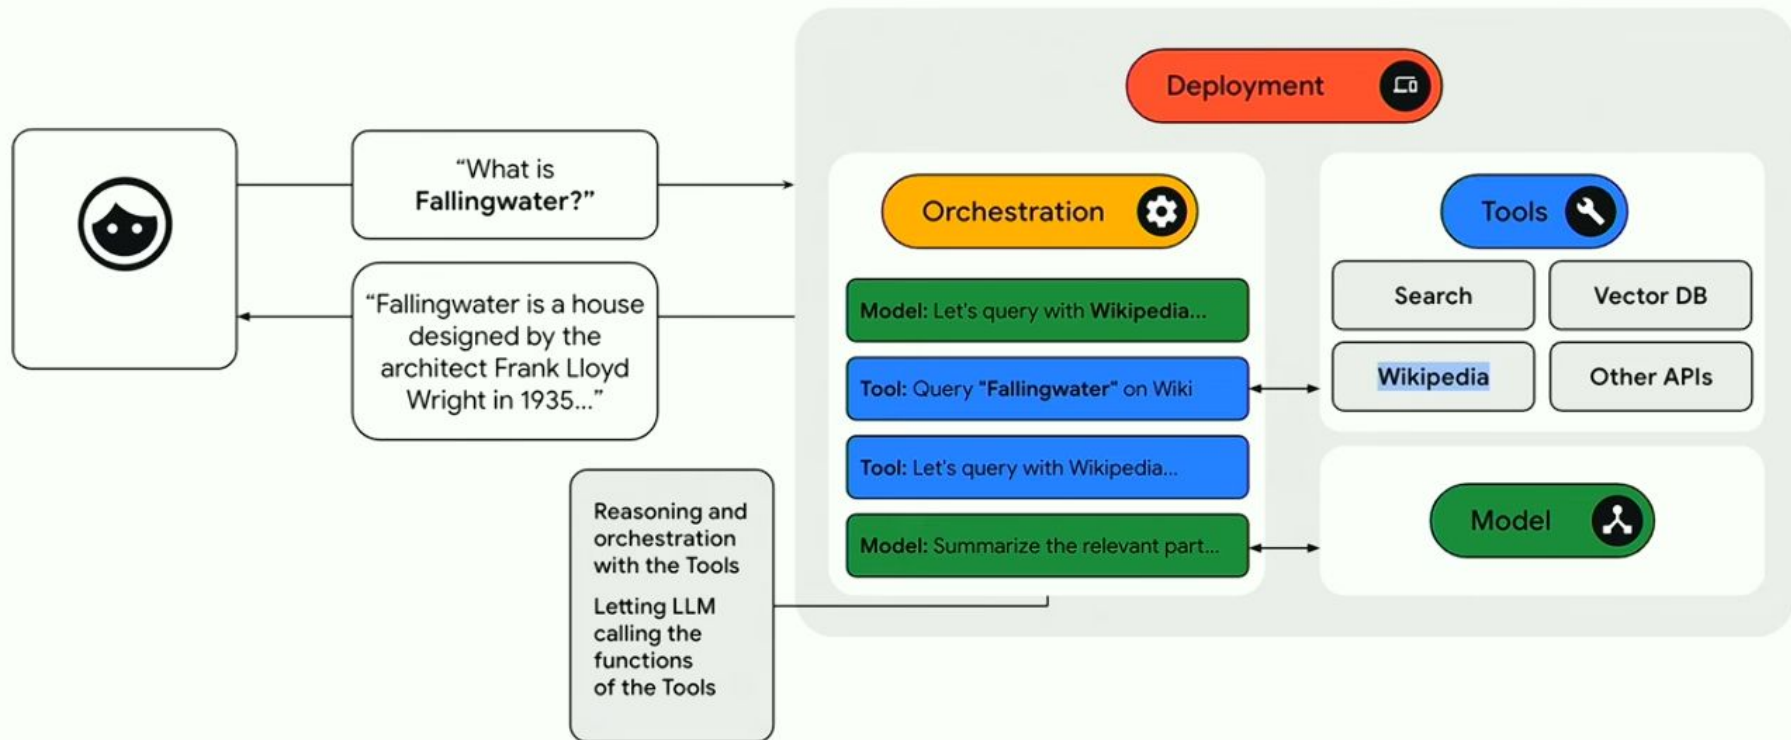 Deployment
“What is
Fallingwater?”
“Fallingwater is a house
designed by the
architect Frank Lloyd
Wright in 1935...”
Orchestration
Model: Let's query with Wikipedia...
Tool: Query "Fallingwater" on Wiki
Tool: Let's query with Wikipedia...
Model: Summarize the relevant part...
Tools
Search
Vector DB
Wikipedia
Other APIs
Model
Reasoning and
orchestration
with the Tools
Letting LLM
calling the
functions
of the Tools